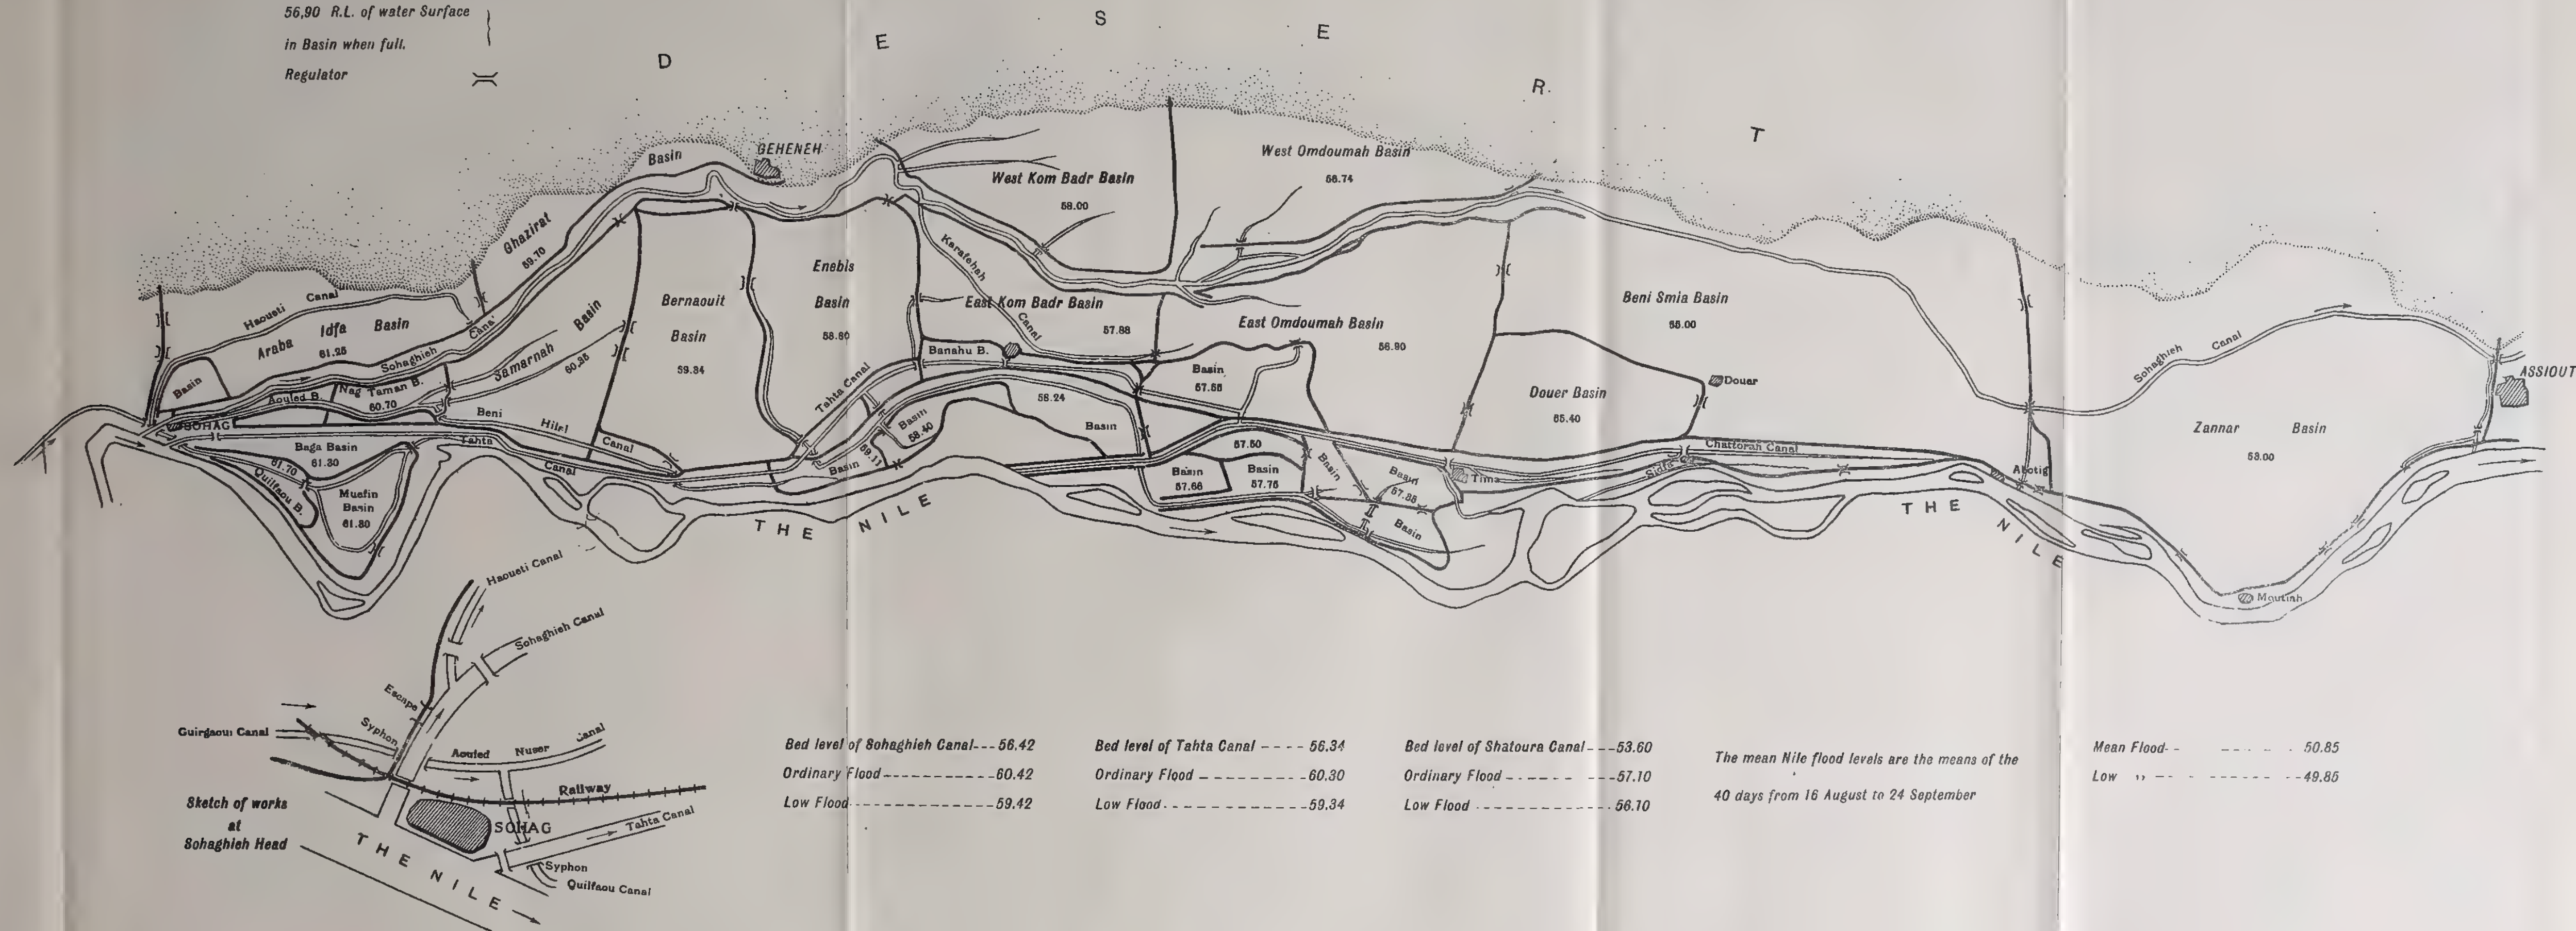 56,90 R.L. of water Surface
in Basin when full.
Regulator
D E S E R T
Basin
GEHENEH
Ghazirat
59.70
West Kom Badr Basin
58.00
West Omdoumah Basin
56.74
Haoueti Canal
Araba Idfa Basin
61.25
Sohaghieh Canal
Basin
SOHAG
Aouled B.
Nag Taman B.
60.70
Samarnah Basin
60,35
Bernaouit
Basin
59.34
Enebis
Basin
58.80
Karafehah Canal
East Kom Badr Basin
57.88
Banahu B.
East Omdoumah Basin
56.90
Beni Smia Basin
55.00
Douer Basin
55.40
Douer
Sohaghieh Canal
ASSIOUT
Zannar Basin
53.00
Beni Hilel Canal
Tahta Canal
Tahta Canal
Baga Basin
61.30
61.70
Quilfaou B.
Muefin
Basin
61.80
Basin
59.11
Basin
58.40
58.24
Basin
Basin
57.66
Basin
57.66
57.50
Basin
57.75
Basin
Basin
57.35
Basin
Tima
Sidfa
Chattorah Canal
Abotig
Moutiah
THE NILE
THE NILE
Haoueti Canal
Sohaghieh Canal
Escape
Syphon
Guirgaoui Canal
Aouled Nuser Canal
Railway
SOHAG
Tahta Canal
Syphon
Quilfaou Canal
THE NILE
Sketch of works
at
Sohaghieh Head
Bed level of Sohaghieh Canal---56.42
Ordinary Flood-----------60.42
Low Flood------------------59.42
Bed level of Tahta Canal ----56.34
Ordinary Flood -----------60.30
Low Flood.---------------59.34
Bed level of Shatoura Canal---53.60
Ordinary Flood ---------57.10
Low Flood --------------56.10
The mean Nile flood levels are the means of the
40 days from 16 August to 24 September
Mean Flood-- ---- 50.85
Low ,, -- - --------49.85